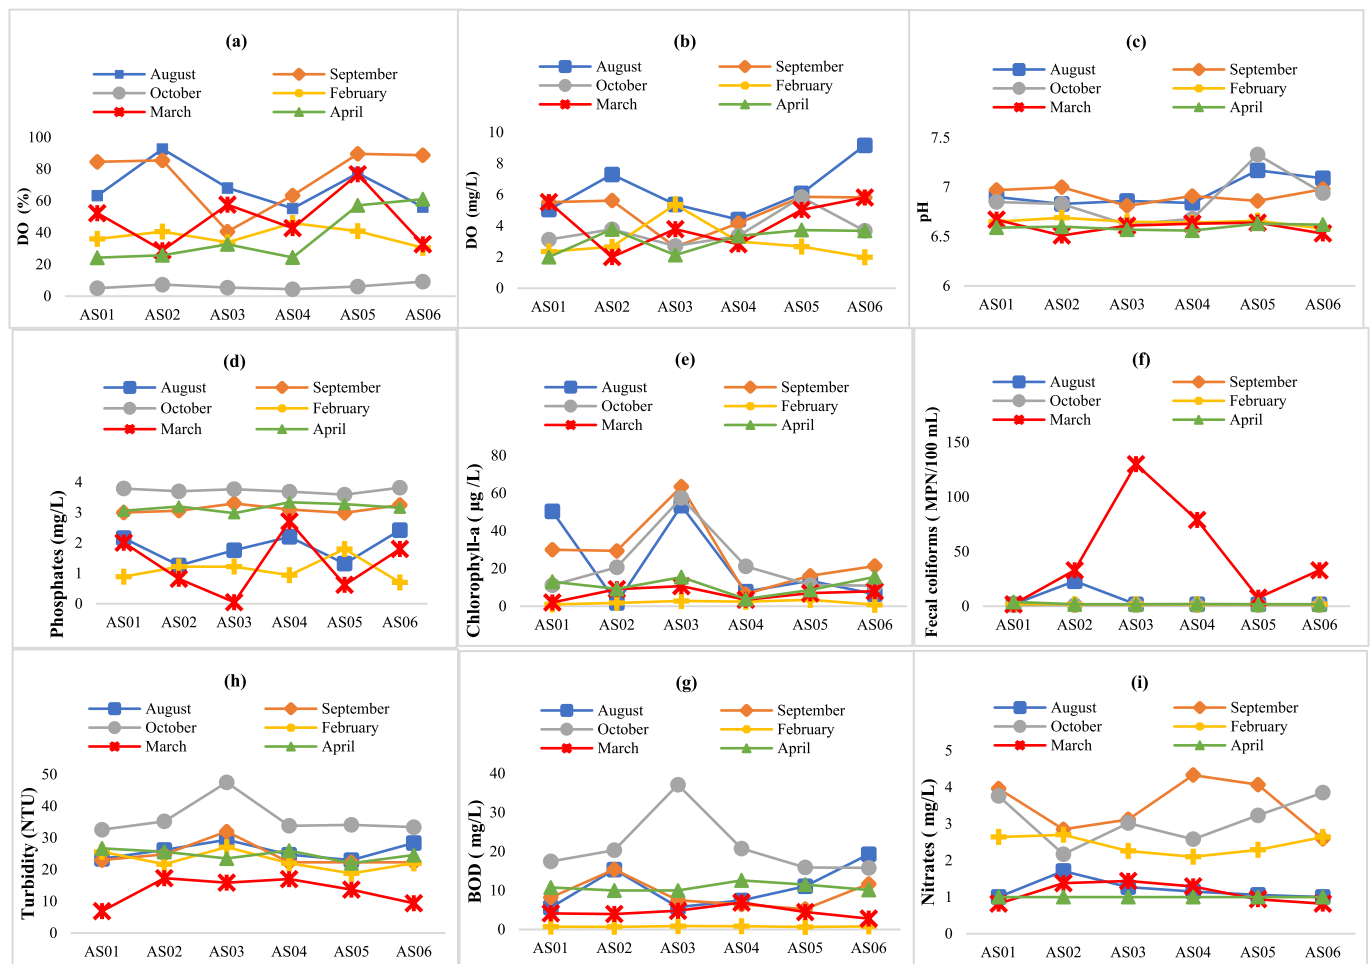 (a)
August
September
October
February
March
April
DO (%)
100
80
60
40
20
0
AS01 AS02 AS03 AS04 AS05 AS06
(b)
August
September
October
February
March
April
DO (mg/L)
10
8
6
4
2
0
AS01 AS02 AS03 AS04 AS05 AS06
(c)
August
September
October
February
March
April
pH
7.5
7
6.5
6
AS01 AS02 AS03 AS04 AS05 AS06
(d)
August
September
October
February
March
April
Phosphates (mg/L)
4
3
2
1
0
AS01 AS02 AS03 AS04 AS05 AS06
(e)
August
September
October
February
March
April
Chlorophyll-a ( µg /L)
80
60
40
20
0
AS01 AS02 AS03 AS04 AS05 AS06
(f)
August
September
October
February
March
April
Fecal coliforms ( MPN/100 mL)
150
100
50
0
AS01 AS02 AS03 AS04 AS05 AS06
(h)
August
September
October
February
March
April
Turbidity (NTU)
50
40
30
20
10
0
AS01 AS02 AS03 AS04 AS05 AS06
(g)
August
September
October
February
March
April
BOD ( mg/L)
40
30
20
10
0
AS01 AS02 AS03 AS04 AS05 AS06
(i)
August
September
October
February
March
April
Nitrates ( mg/L)
5
4
3
2
1
0
AS01 AS02 AS03 AS04 AS05 AS06